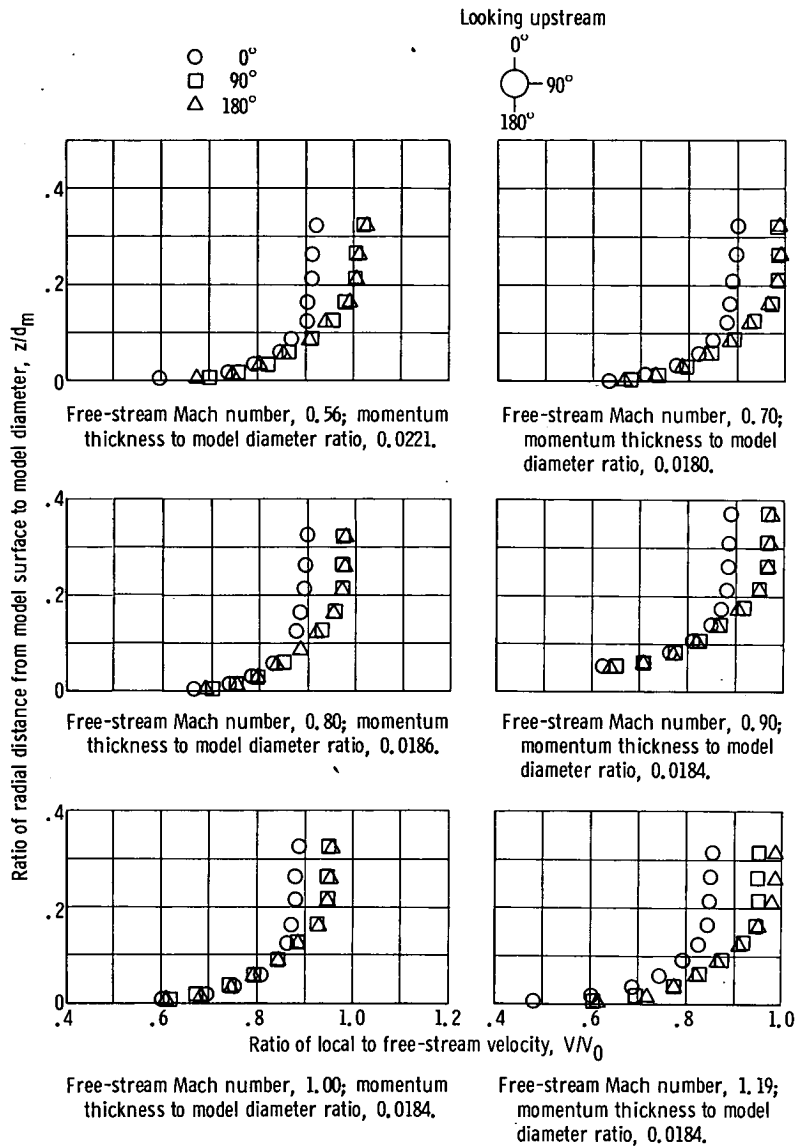 Looking upstream
0°
90°
180°
0°
90°
180°
Ratio of radial distance from model surface to model diameter, z/dm
.4
.2
0
Free-stream Mach number, 0.56; momentum
thickness to model diameter ratio, 0.0221.
Free-stream Mach number, 0.70;
momentum thickness to model
diameter ratio, 0.0180.
.4
.2
0
Free-stream Mach number, 0.80; momentum
thickness to model diameter ratio, 0.0186.
Free-stream Mach number, 0.90;
momentum thickness to model
diameter ratio, 0.0184.
.4
.2
0
.4 .6 .8 1.0 1.2
.4 .6 .8 1.0
Ratio of local to free-stream velocity, V/V0
Free-stream Mach number, 1.00; momentum
thickness to model diameter ratio, 0.0184.
Free-stream Mach number, 1.19;
momentum thickness to model
diameter ratio, 0.0184.